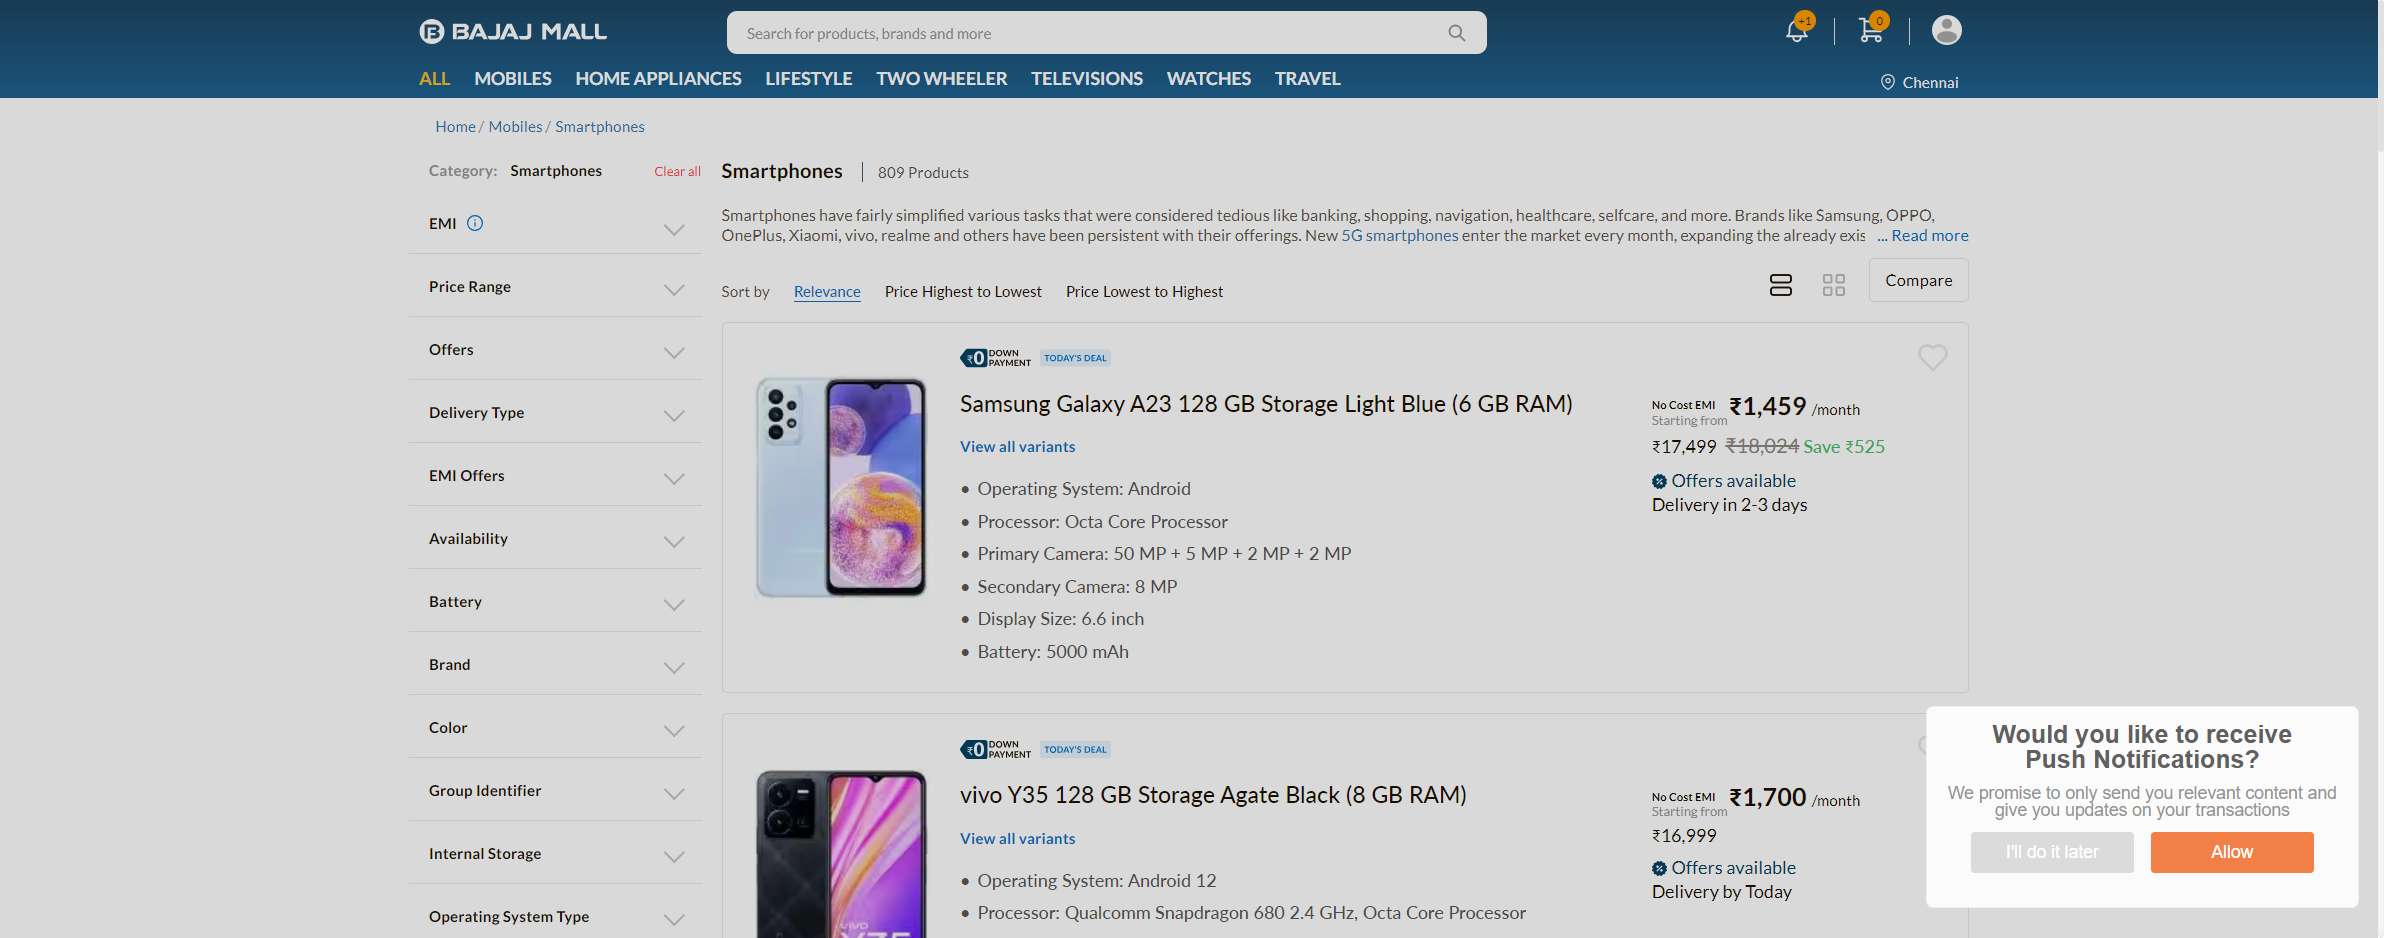 BAJAJ MALL
Search for products, brands and more
+1
0
ALL MOBILES HOME APPLIANCES LIFESTYLE TWO WHEELER TELEVISIONS WATCHES TRAVEL
Chennai
Home / Mobiles / Smartphones
Category: Smartphones Clear all
EMI
Price Range
Offers
Delivery Type
EMI Offers
Availability
Battery
Brand
Color
Group Identifier
Internal Storage
Operating System Type
Smartphones 809 Products
Smartphones have fairly simplified various tasks that were considered tedious like banking, shopping, navigation, healthcare, selfcare, and more. Brands like Samsung, OPPO,
OnePlus, Xiaomi, vivo, realme and others have been persistent with their offerings. New 5G smartphones enter the market every month, expanding the already exis ... Read more
Sort by Relevance Price Highest to Lowest Price Lowest to Highest
Compare
₹0 DOWN PAYMENT TODAY'S DEAL
Samsung Galaxy A23 128 GB Storage Light Blue (6 GB RAM)
View all variants
• Operating System: Android
• Processor: Octa Core Processor
• Primary Camera: 50 MP + 5 MP + 2 MP + 2 MP
• Secondary Camera: 8 MP
• Display Size: 6.6 inch
• Battery: 5000 mAh
No Cost EMI
Starting from
₹1,459 /month
₹17,499 ₹18,024 Save ₹525
Offers available
Delivery in 2-3 days
₹0 DOWN PAYMENT TODAY'S DEAL
vivo Y35 128 GB Storage Agate Black (8 GB RAM)
View all variants
• Operating System: Android 12
• Processor: Qualcomm Snapdragon 680 2.4 GHz, Octa Core Processor
vivo
Y35
No Cost EMI
Starting from
₹1,700 /month
₹16,999
Offers available
Delivery by Today
Would you like to receive
Push Notifications?
We promise to only send you relevant content and
give you updates on your transactions
I'll do it later
Allow